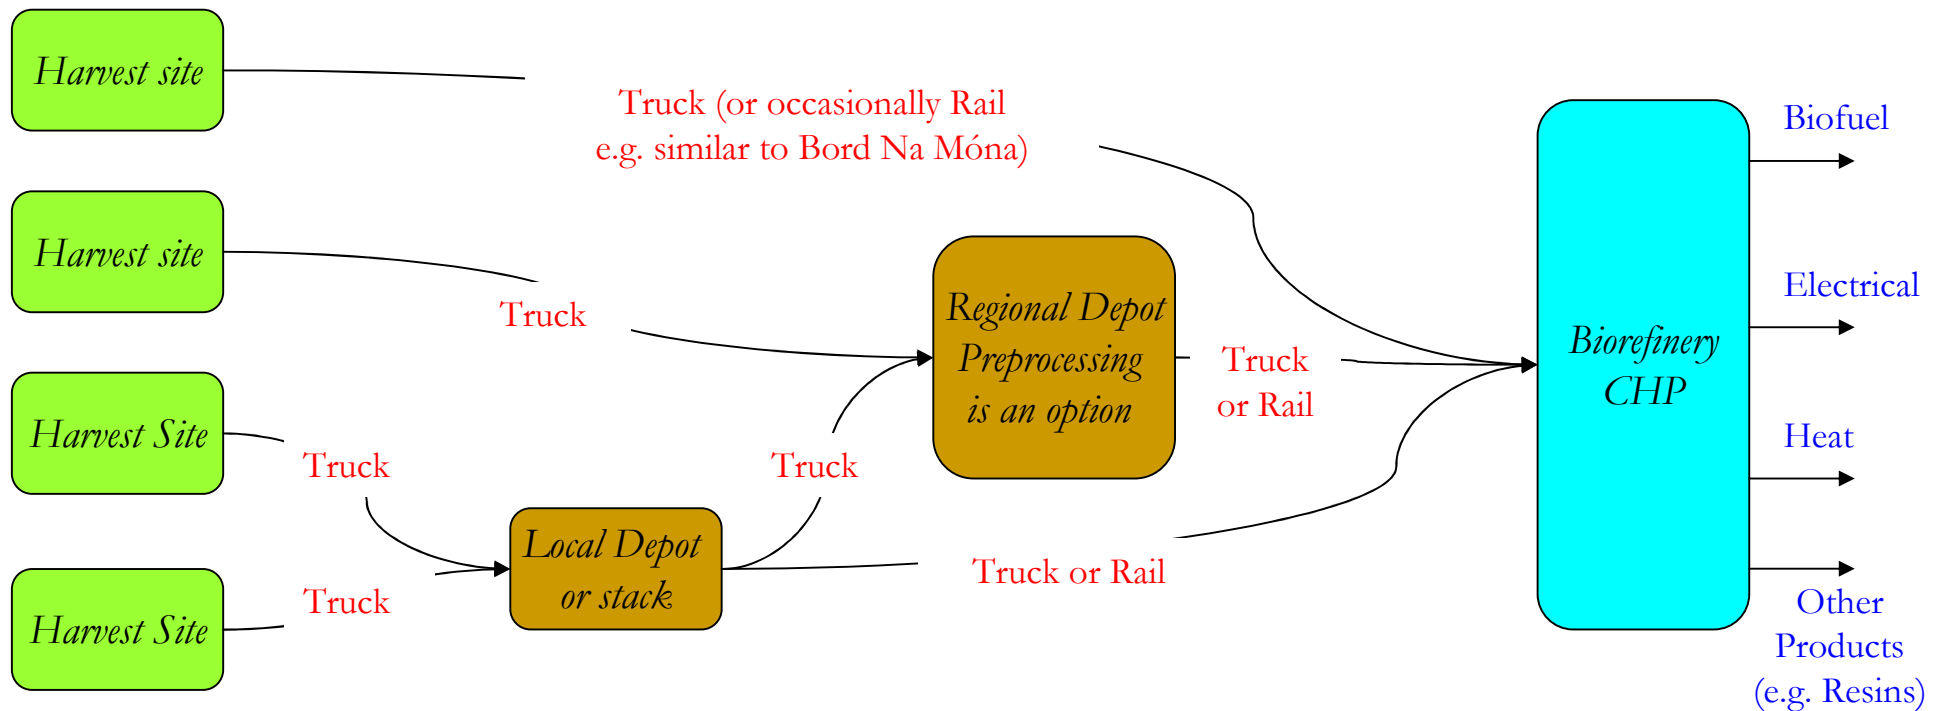 Harvest site
Truck (or occasionally Rail
e.g. similar to Bord Na Móna)
Harvest site
Truck
Harvest Site
Truck
Harvest Site
Truck
Local Depot
or stack
Truck
Regional Depot
Preprocessing
is an option
Truck
or Rail
Truck or Rail
Biorefinery
CHP
Biofuel
Electrical
Heat
Other
Products
(e.g. Resins)